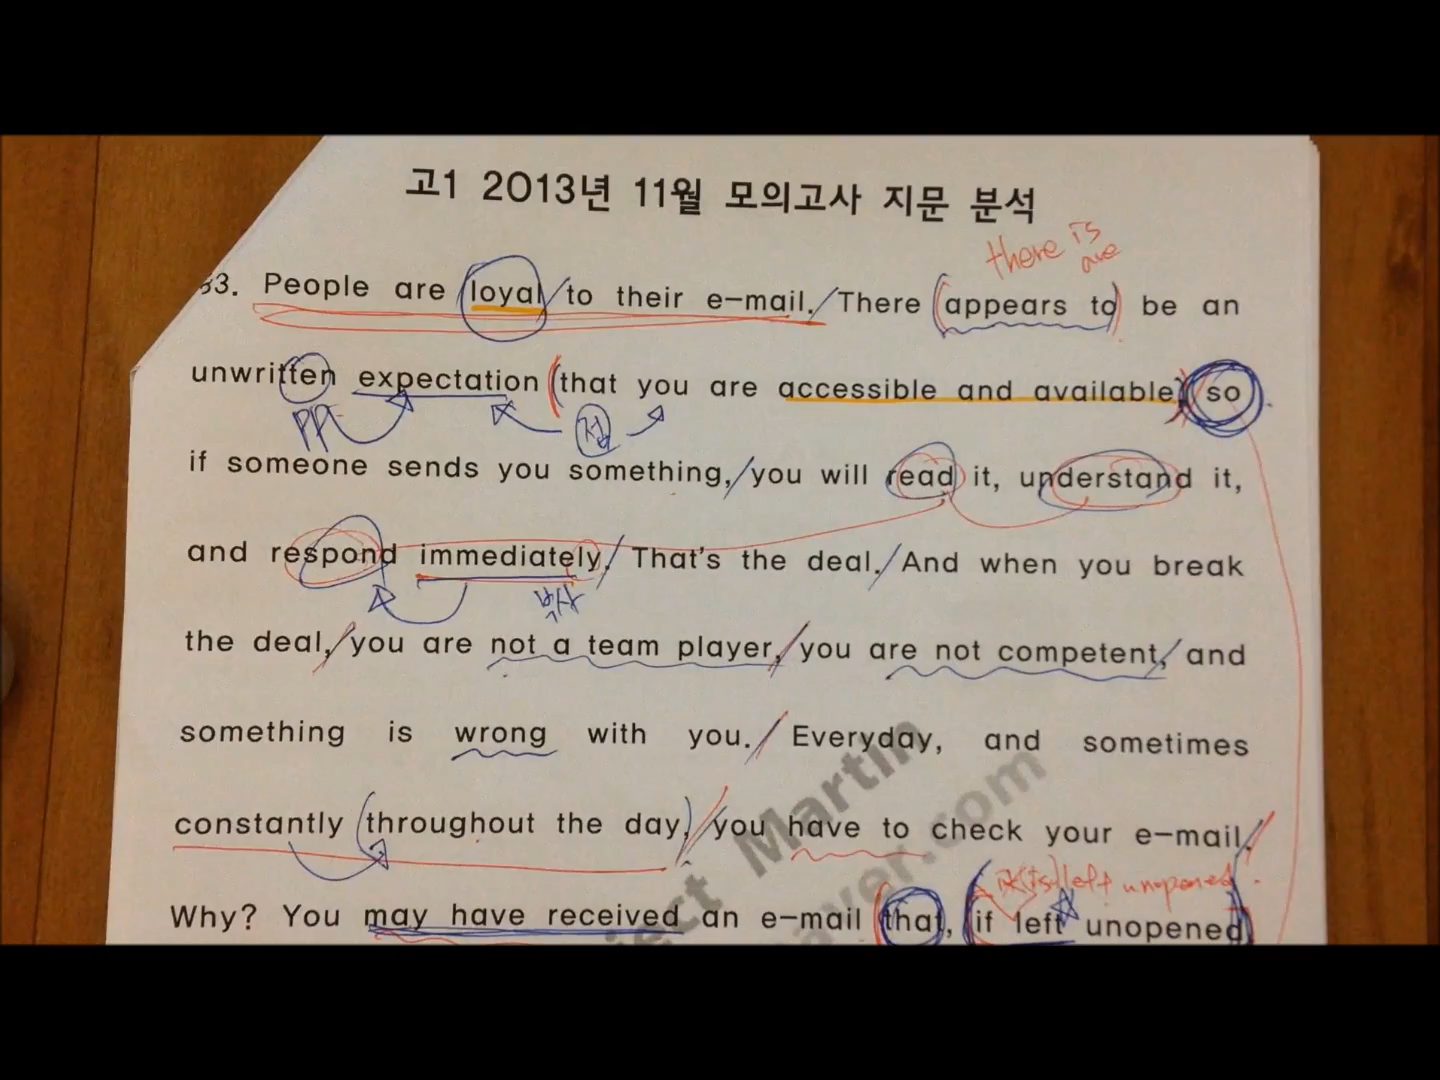 고1 2013년 11월 모의고사 지문 분석
there is
are
33. People are loyal to their e-mail. There appears to be an
unwritten expectation that you are accessible and available, so
PP
접
if someone sends you something, you will read it, understand it,
and respond immediately. That's the deal. And when you break
부사
the deal, you are not a team player, you are not competent, and
something is wrong with you. Everyday, and sometimes
constantly throughout the day, you have to check your e-mail.
left unopened
Why? You may have received an e-mail that, if left unopened
ject Martin
aver.com